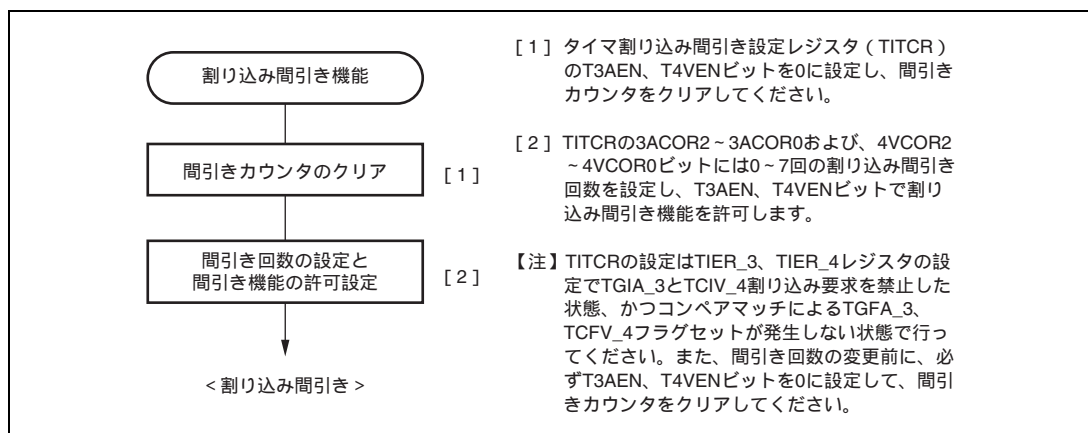 割り込み間引き機能
間引きカウンタのクリア
[ 1 ]
間引き回数の設定と
間引き機能の許可設定
[ 2 ]
< 割り込み間引き >
[ 1 ] タイマ割り込み間引き設定レジスタ ( TITCR )
のT3AEN、T4VENビットを0に設定し、間引き
カウンタをクリアしてください。
[ 2 ] TITCRの3ACOR2 ~ 3ACOR0および、4VCOR2
~ 4VCOR0ビットには0 ~ 7回の割り込み間引き
回数を設定し、T3AEN、T4VENビットで割り
込み間引き機能を許可します。
【注】TITCRの設定はTIER_3、TIER_4レジスタの設
定でTGIA_3とTCIV_4割り込み要求を禁止した
状態、かつコンペアマッチによるTGFA_3、
TCFV_4フラグセットが発生しない状態で行っ
てください。また、間引き回数の変更前に、必
ずT3AEN、T4VENビットを0に設定して、間引
きカウンタをクリアしてください。